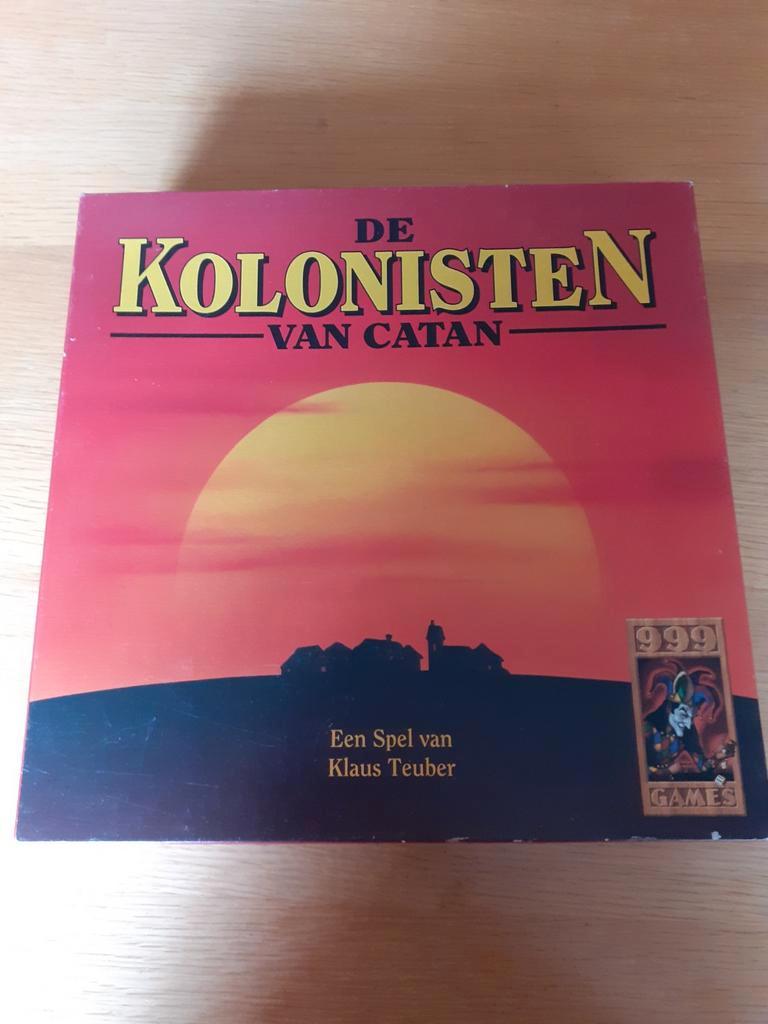 DE
KOLONISTEN
VAN CATAN
Een Spel van
Klaus Teuber
999
GAMES